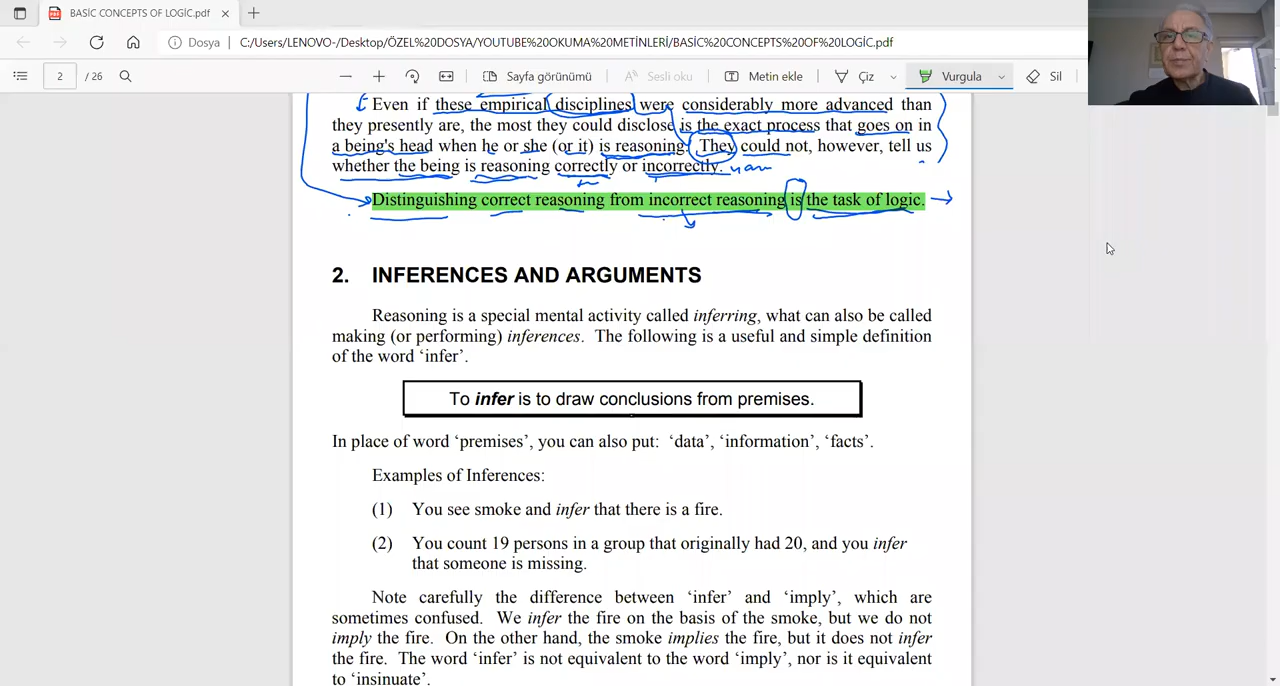 BASİC CONCEPTS OF LOGİC.pdf
Dosya
C:/Users/LENOVO-/Desktop/ÖZEL%20DOSYA/YOUTUBE%20OKUMA%20METİNLERİ/BASİC%20CONCEPTS%20OF%20LOGİC.pdf
2 / 26
Sayfa görünümü
Sesli oku
Metin ekle
Çiz
Vurgula
Sil
Even if these empirical disciplines were considerably more advanced than
they presently are, the most they could disclose is the exact process that goes on in
a being's head when he or she (or it) is reasoning. They could not, however, tell us
whether the being is reasoning correctly or incorrectly.
Distinguishing correct reasoning from incorrect reasoning is the task of logic.
2. INFERENCES AND ARGUMENTS
Reasoning is a special mental activity called inferring, what can also be called
making (or performing) inferences. The following is a useful and simple definition
of the word ‘infer’.
To infer is to draw conclusions from premises.
In place of word ‘premises’, you can also put: ‘data’, ‘information’, ‘facts’.
Examples of Inferences:
(1) You see smoke and infer that there is a fire.
(2) You count 19 persons in a group that originally had 20, and you infer
that someone is missing.
Note carefully the difference between ‘infer’ and ‘imply’, which are
sometimes confused. We infer the fire on the basis of the smoke, but we do not
imply the fire. On the other hand, the smoke implies the fire, but it does not infer
the fire. The word ‘infer’ is not equivalent to the word ‘imply’, nor is it equivalent
to ‘insinuate’.